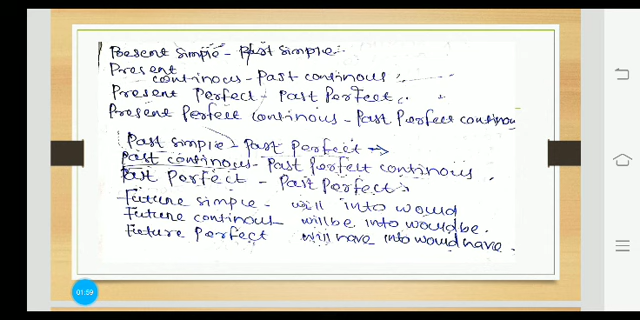 Present simple - Past simple.
Present
continous - Past continous.
Present Perfect - Past Perfect.
Present Perfect continous - Past Perfect continou
Past simple - Past perfect →
Past continous - Past perfect continous.
Past Perfect - Past Perfect.
Future simple - will into would
Future continous - will be into would be.
Future Perfect will have into would have.
01:59